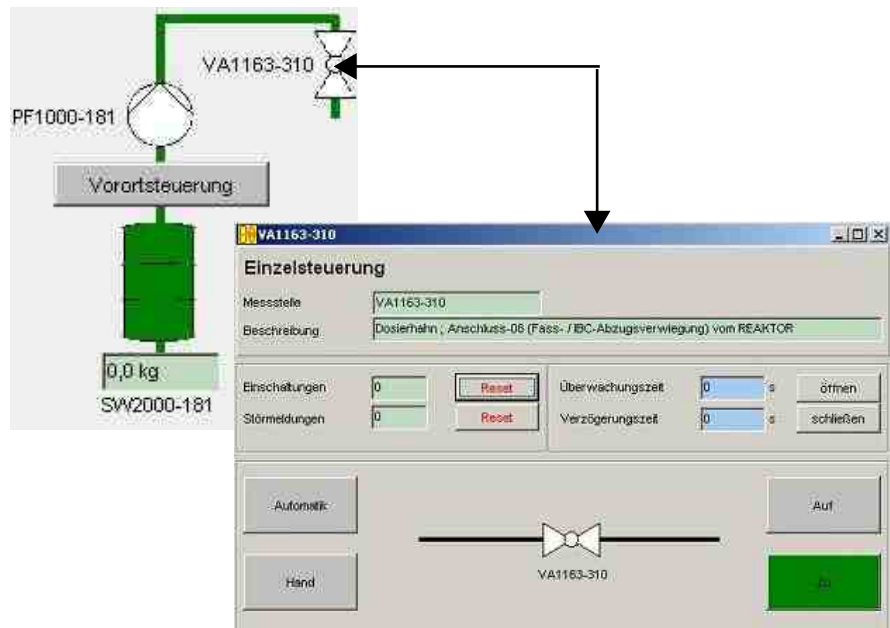 VA1163-310
PF1000-181
Vorortsteuerung
0,0 kg
SW2000-181
VA1163-310
Einzelsteuerung
Messstelle VA1163-310
Beschreibung Dosierhahn ; Anschluss-06 (Fass- / IBC-Abzugsverwiegung) vom REAKTOR
Einschaltungen 0 Reset Überwachungszeit 0 s öffnen
Störmeldungen 0 Reset Verzögerungszeit 0 s schließen
Automatik Auf
VA1163-310
Hand Zu